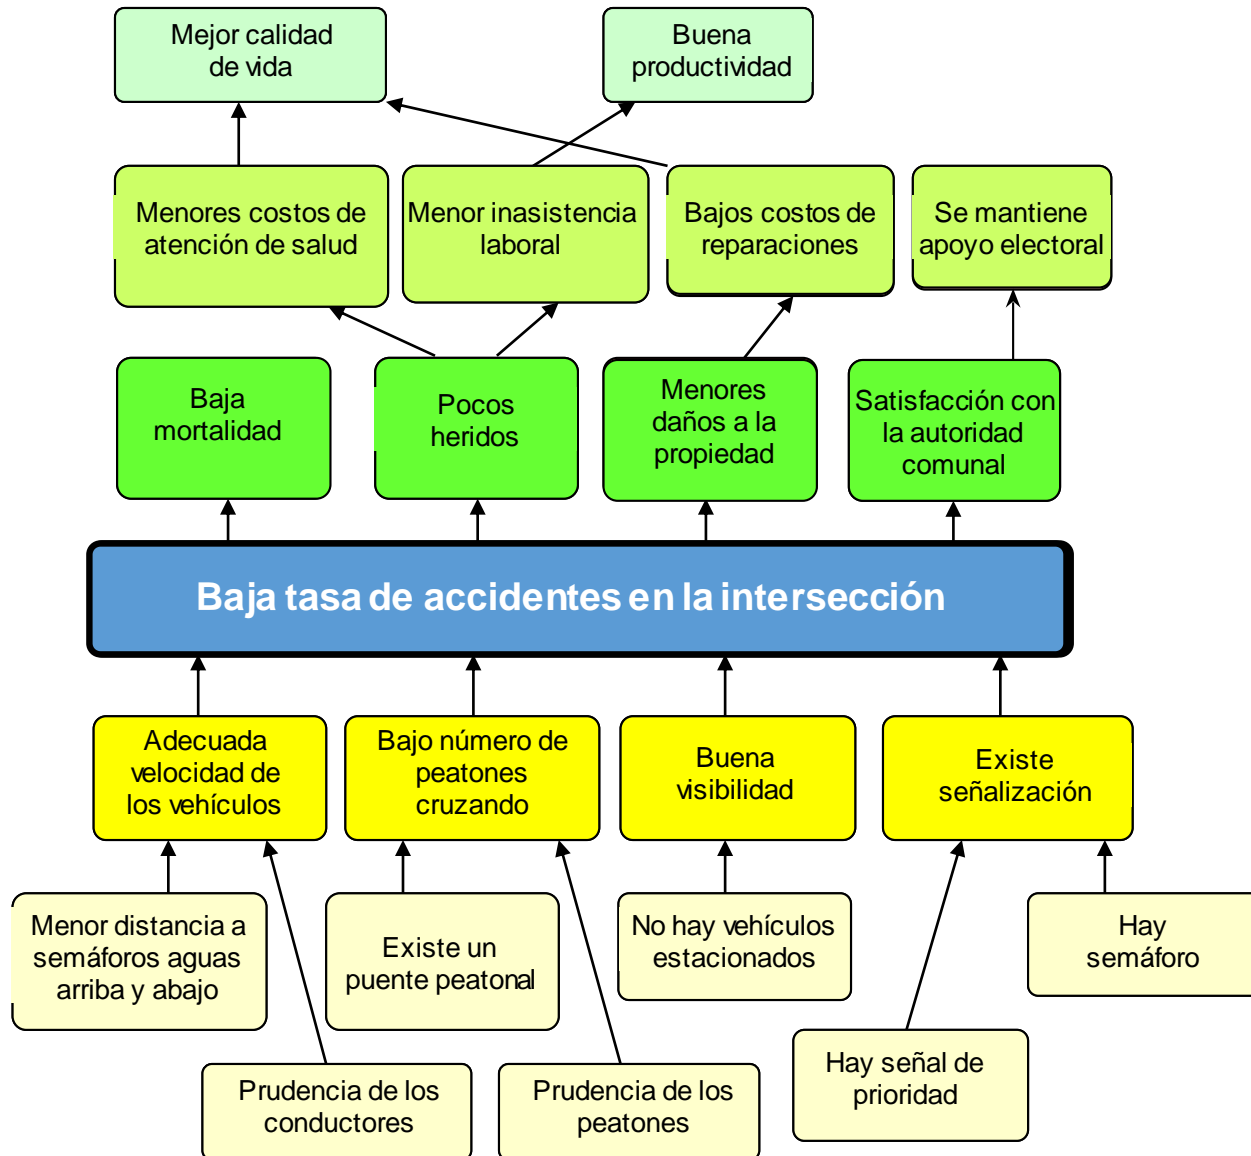 Mejor calidad
de vida
Buena
productividad
Menores costos de
atención de salud
Menor inasistencia
laboral
Bajos costos de
reparaciones
Se mantiene
apoyo electoral
Baja
mortalidad
Pocos
heridos
Menores
daños a la
propiedad
Satisfacción con
la autoridad
comunal
Baja tasa de accidentes en la intersección
Adecuada
velocidad de
los vehículos
Bajo número de
peatones
cruzando
Buena
visibilidad
Existe
señalización
Menor distancia a
semáforos aguas
arriba y abajo
Existe un
puente peatonal
No hay vehículos
estacionados
Hay
semáforo
Prudencia de los
conductores
Prudencia de los
peatones
Hay señal de
prioridad